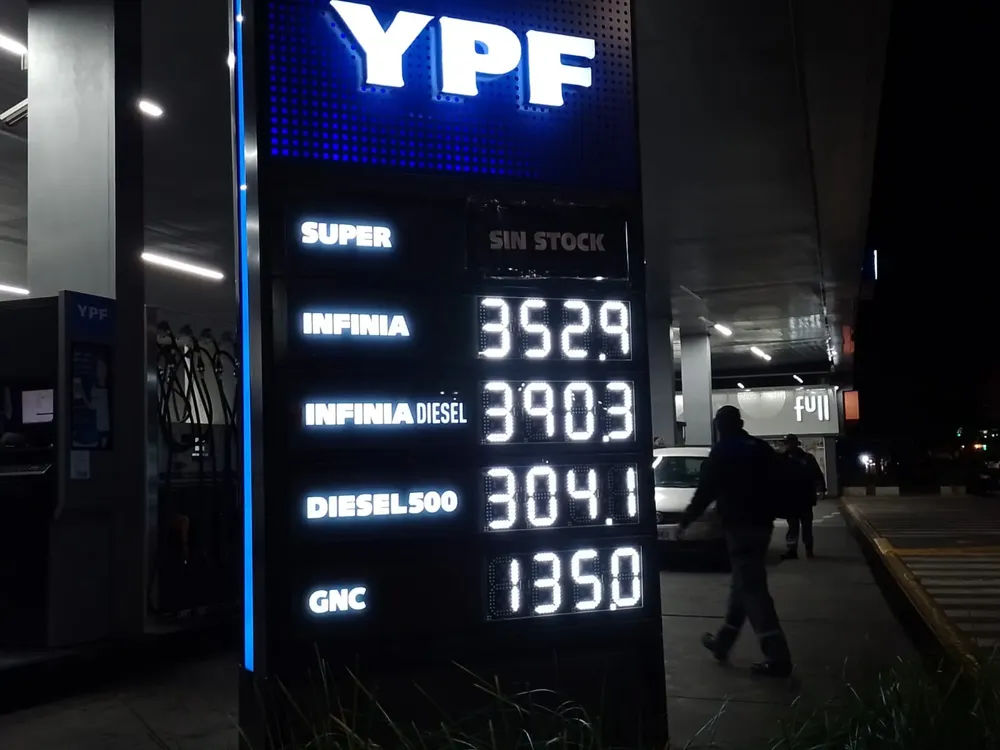 YPF
SUPER SIN STOCK
INFINIA 352.9
INFINIA DIESEL 390.3
DIESEL500 304.1
GNC 135.0
YPF
full